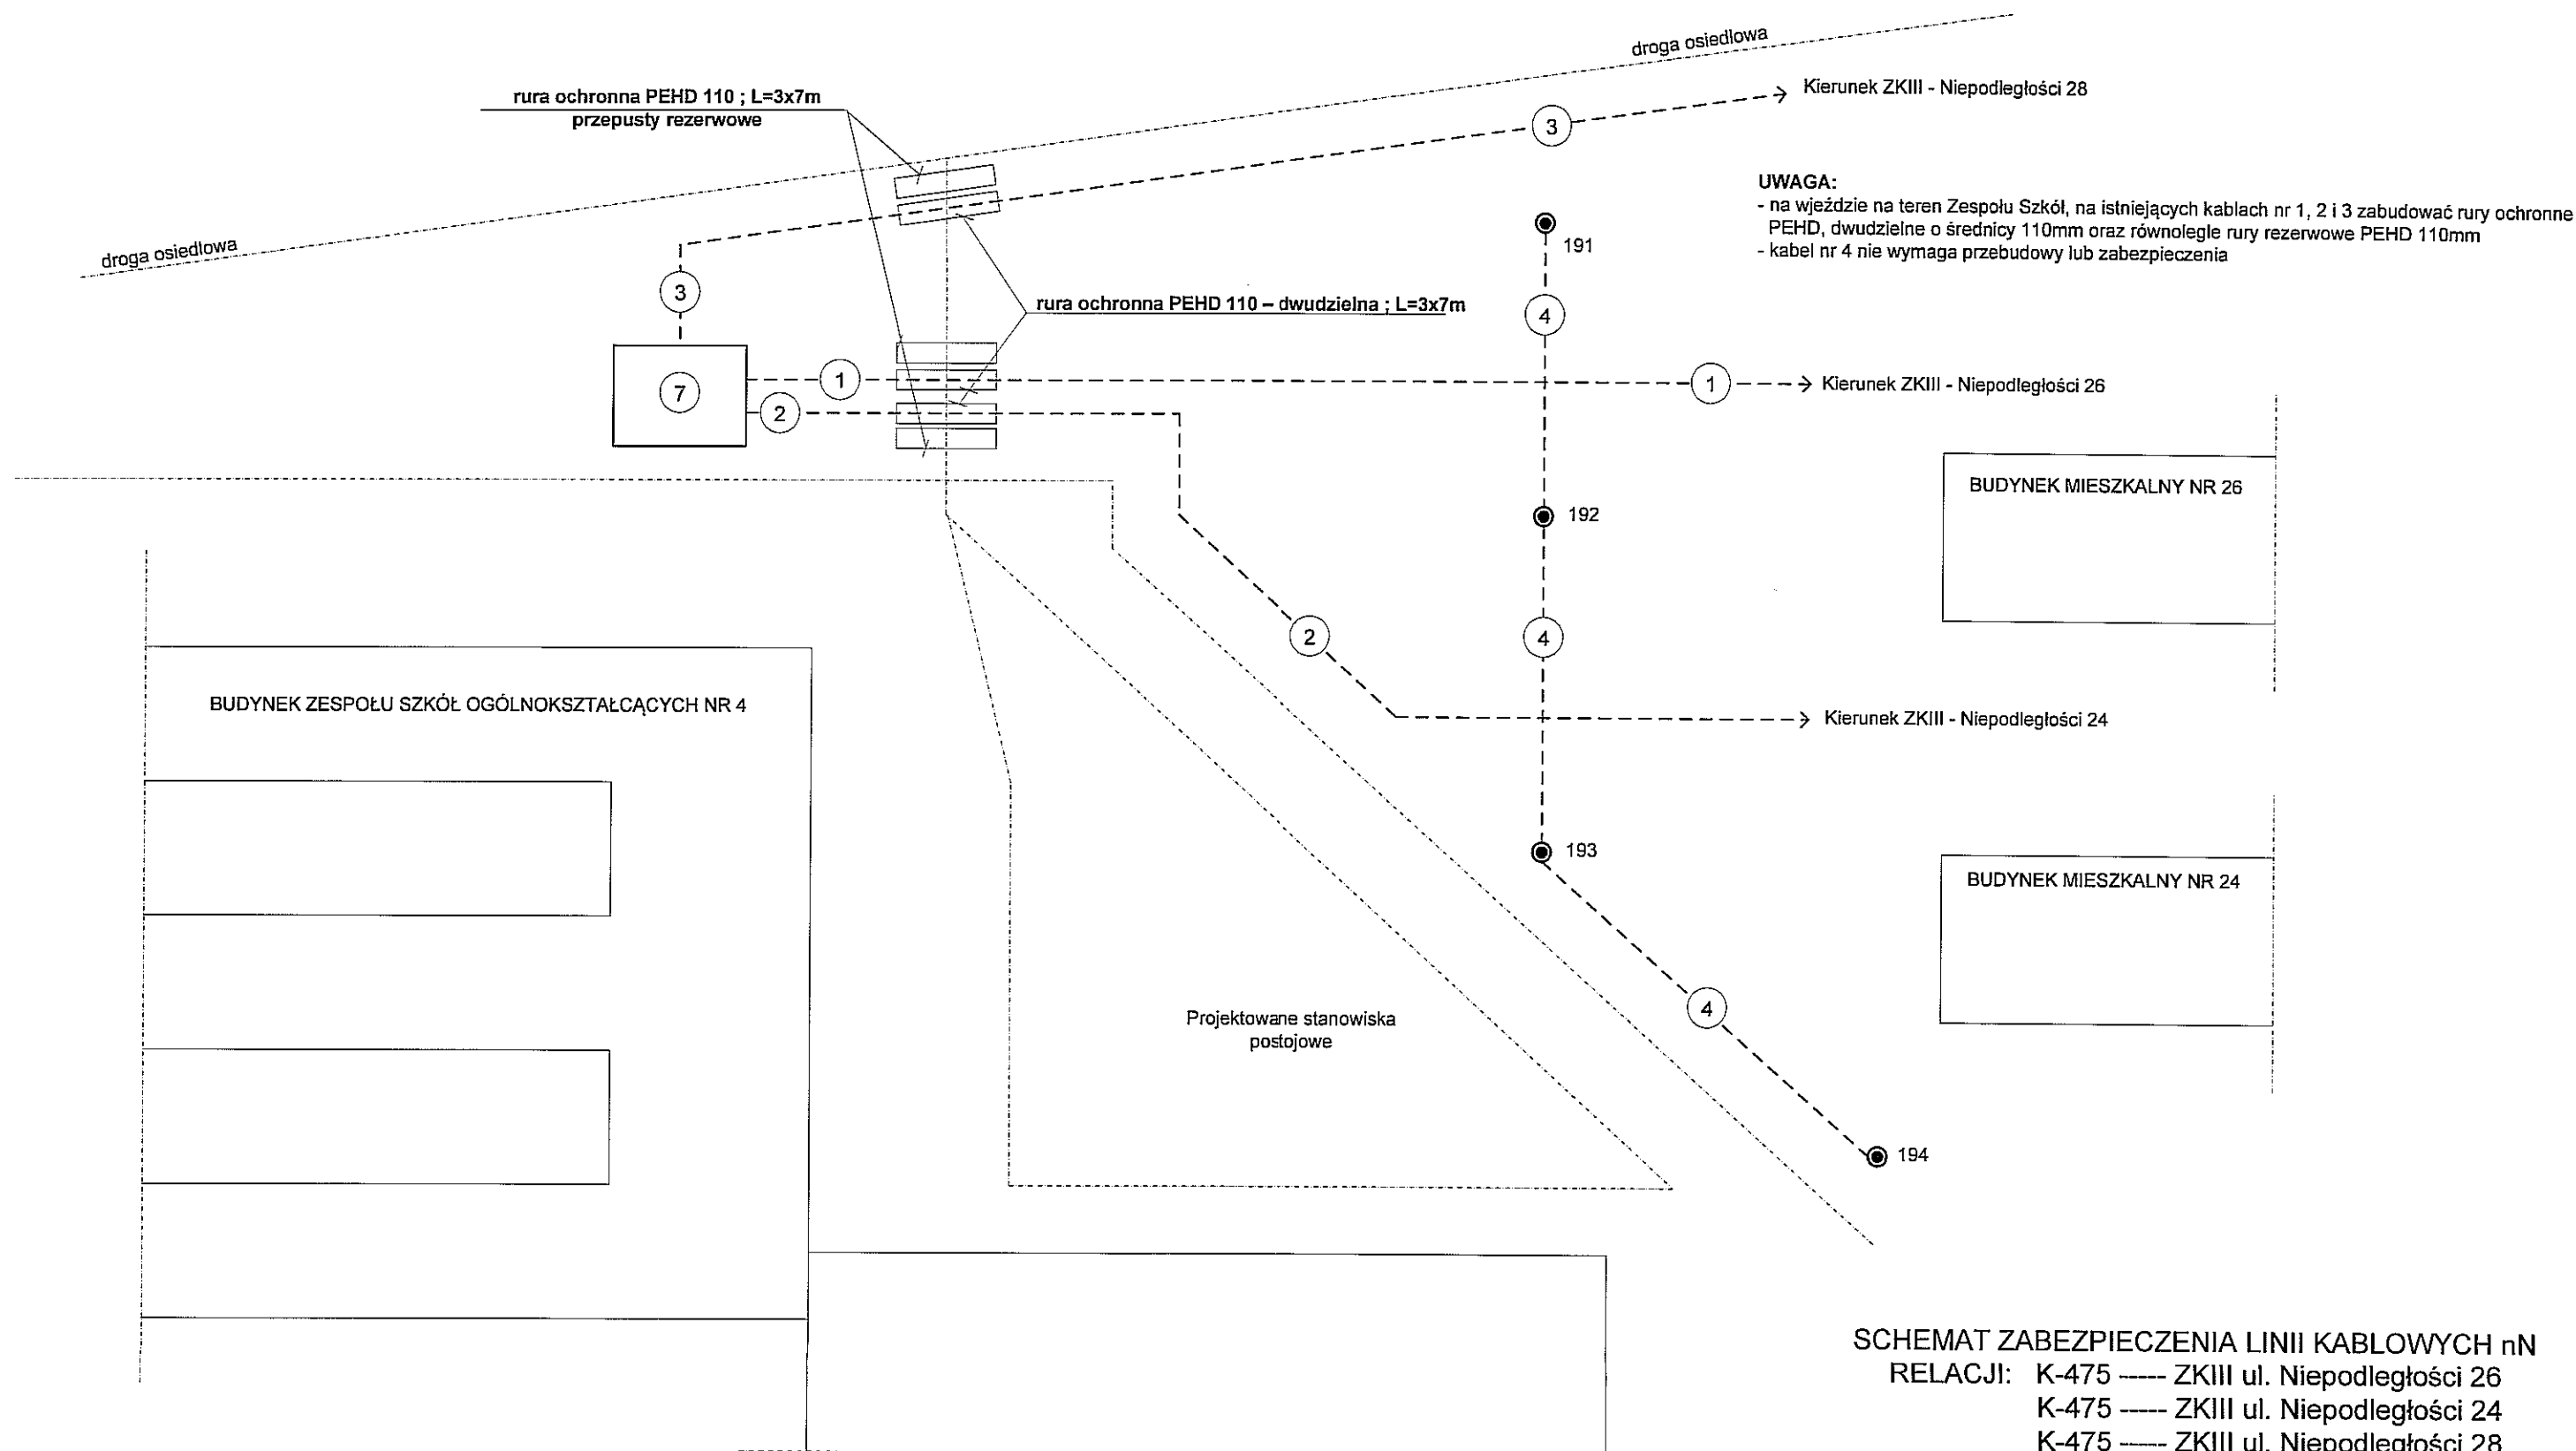 droga osiedlowa
rura ochronna PEHD 110 ; L=3x7m
przepusty rezerwowe
Kierunek ZKIII - Niepodległości 28
3
UWAGA:
- na wjeździe na teren Zespołu Szkół, na istniejących kablach nr 1, 2 i 3 zabudować rury ochronne
PEHD, dwudzielne o średnicy 110mm oraz równolegle rury rezerwowe PEHD 110mm
- kabel nr 4 nie wymaga przebudowy lub zabezpieczenia
droga osiedlowa
191
3
rura ochronna PEHD 110 – dwudzielna ; L=3x7m
4
7
1
1
Kierunek ZKIII - Niepodległości 26
2
BUDYNEK MIESZKALNY NR 26
192
2
4
BUDYNEK ZESPOŁU SZKÓŁ OGÓLNOKSZTAŁCĄCYCH NR 4
Kierunek ZKIII - Niepodległości 24
193
BUDYNEK MIESZKALNY NR 24
4
Projektowane stanowiska
postojowe
194
SCHEMAT ZABEZPIECZENIA LINII KABLOWYCH nN
RELACJI: K-475 ----- ZKIII ul. Niepodległości 26
K-475 ----- ZKIII ul. Niepodległości 24
K-475 ----- ZKIII ul. Niepodległości 28